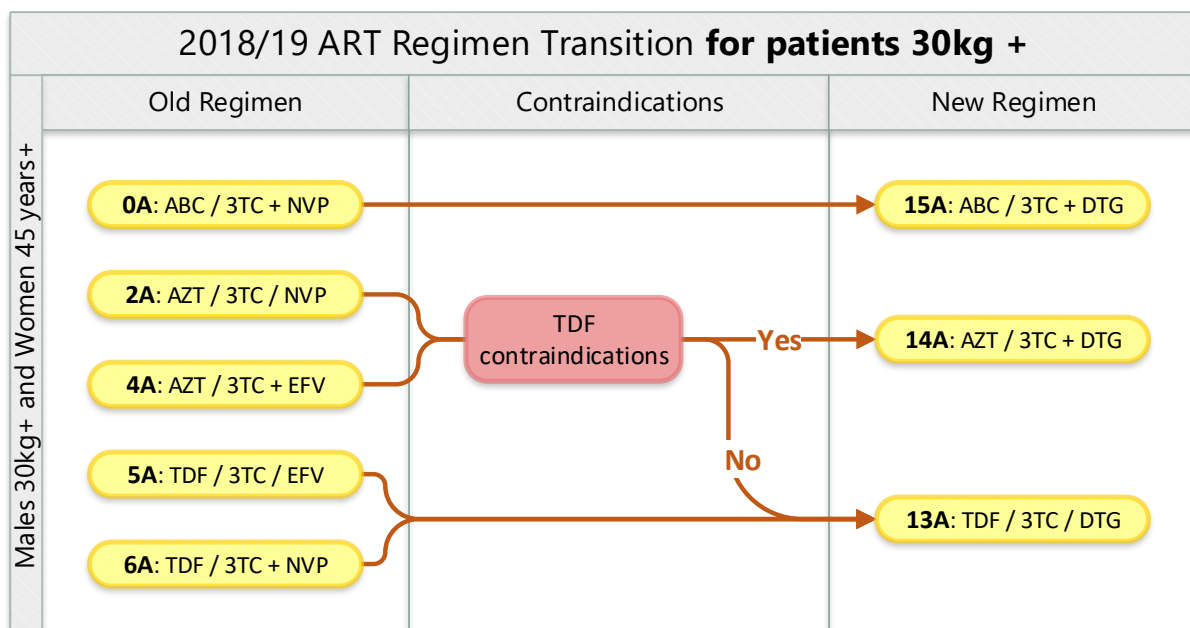 2018/19 ART Regimen Transition for patients 30kg +
Old Regimen
Contraindications
New Regimen
Males 30kg+ and Women 45 years+
0A: ABC / 3TC + NVP
15A: ABC / 3TC + DTG
2A: AZT / 3TC / NVP
TDF
contraindications
Yes
14A: AZT / 3TC + DTG
4A: AZT / 3TC + EFV
No
5A: TDF / 3TC / EFV
13A: TDF / 3TC / DTG
6A: TDF / 3TC + NVP